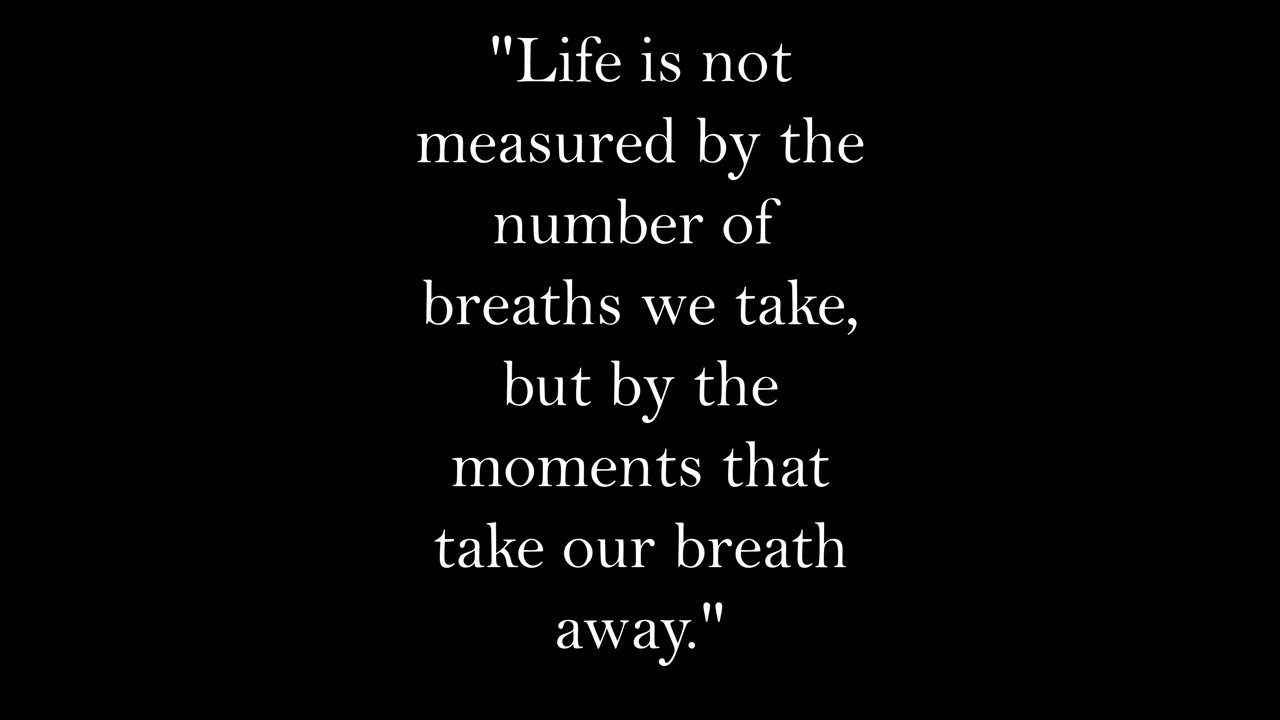 "Life is not
measured by the
number of
breaths we take,
but by the
moments that
take our breath
away."